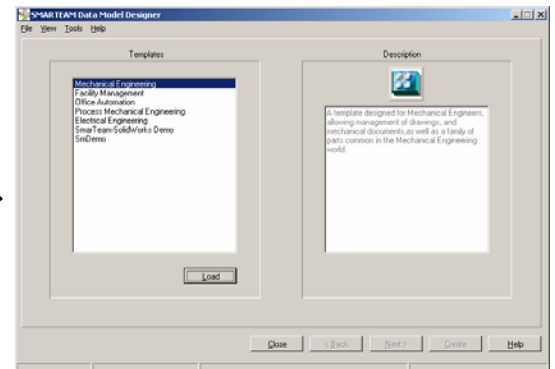 SMARTEAM Data Model Designer
File View Tools Help
Templates
Mechanical Engineering
Facility Management
Office Automation
Process Mechanical Engineering
Electrical Engineering
SmarTeam-SolidWorks Demo
SmDemo
Load
Description
A template designed for Mechanical Engineers,
allowing management of drawings, and
mechanical documents,as well as a family of
parts common in the Mechanical Engineering
world.
Close < Back Next > Create Help